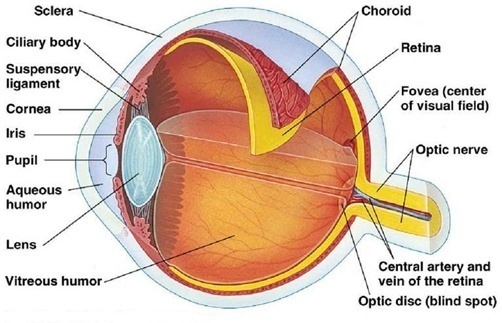 Sclera
Ciliary body
Suspensory
ligament
Cornea
Iris
Pupil
Aqueous
humor
Lens
Vitreous humor
Choroid
Retina
Fovea (center
of visual field)
Optic nerve
Central artery and
vein of the retina
Optic disc (blind spot)